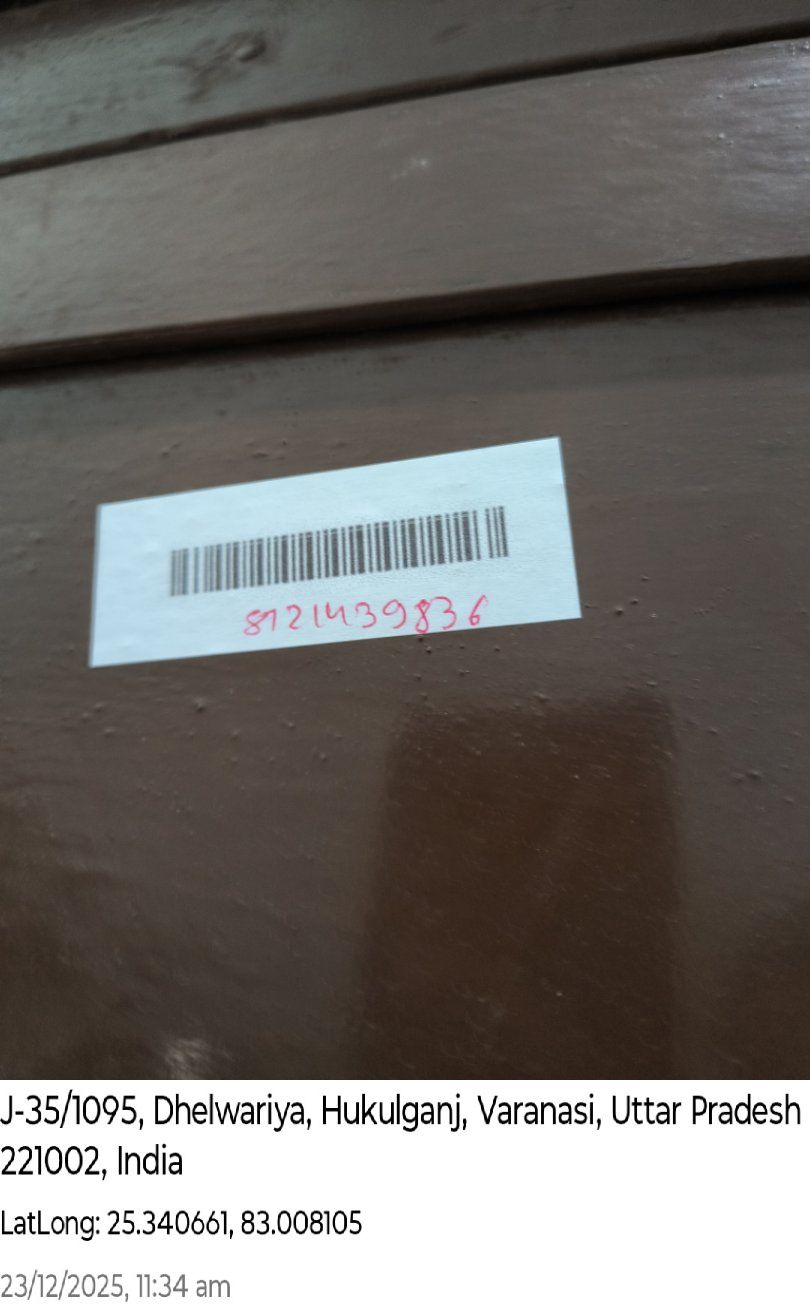 8721439836
J-35/1095, Dhelwariya, Hukulganj, Varanasi, Uttar Pradesh
221002, India
LatLong: 25.340661, 83.008105
23/12/2025, 11:34 am